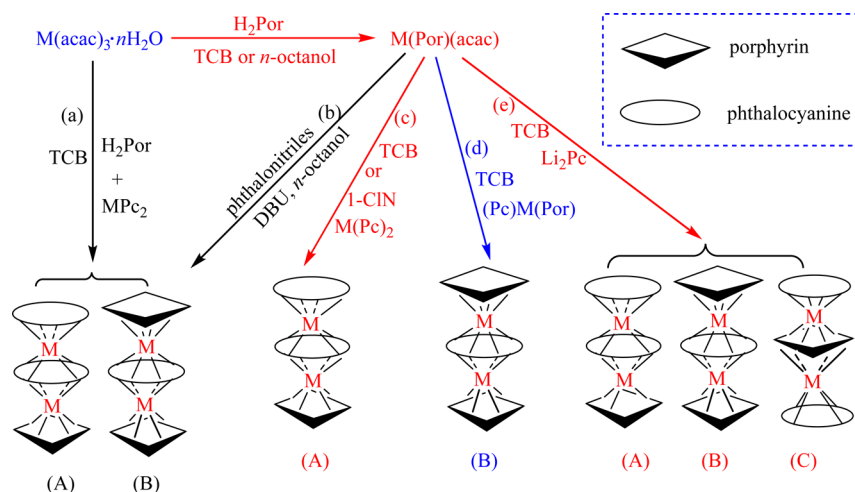 M(acac)₃·nH₂O
H₂Por
TCB or n-octanol
M(Por)(acac)
porphyrin
phthalocyanine
(a)
TCB
H₂Por
+
MPc₂
(b)
phthalonitriles
DBU, n-octanol
(c)
TCB
or
1-ClN
M(Pc)₂
(d)
TCB
(Pc)M(Por)
(e)
TCB
Li₂Pc
M
M
M
M
M
M
M
M
M
M
M
M
M
M
(A)
(B)
(A)
(B)
(A)
(B)
(C)